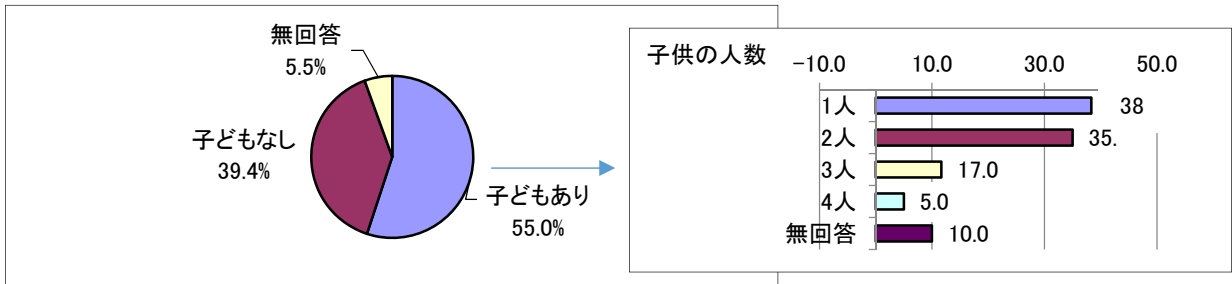 無回答
5.5%
子どもなし
39.4%
子どもあり
55.0%
子供の人数
-10.0 10.0 30.0 50.0
1人 38
2人 35.
3人 17.0
4人 5.0
無回答 10.0